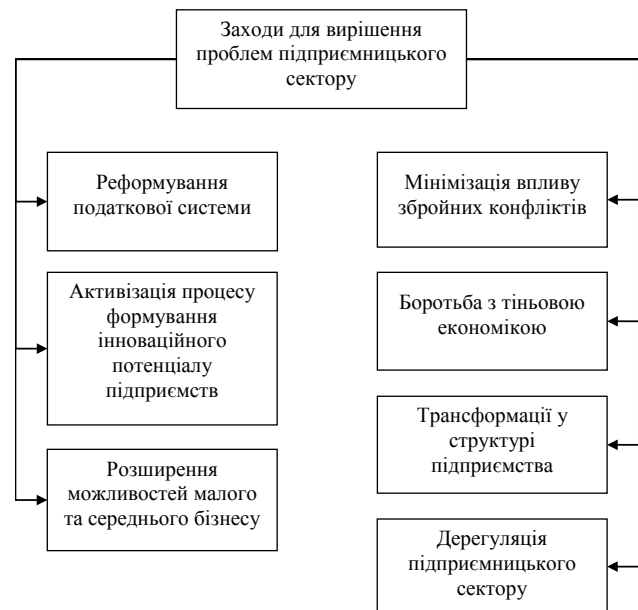 Заходи для вирішення
проблем підприємницького
сектору
Реформування
податкової системи
Активізація процесу
формування
інноваційного
потенціалу
підприємств
Розширення
можливостей малого
та середнього бізнесу
Мінімізація впливу
збройних конфліктів
Боротьба з тіньовою
економікою
Трансформації у
структурі
підприємства
Дерегуляція
підприємницького
сектору